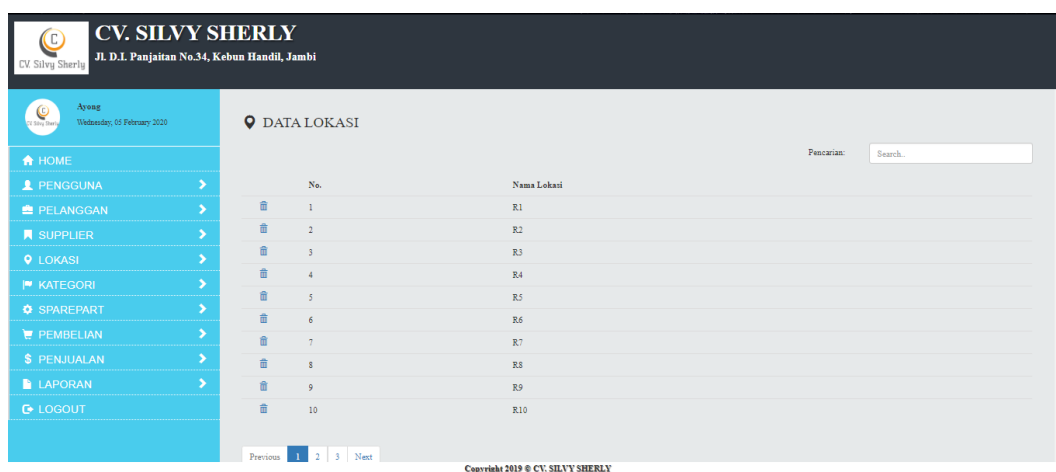 CV. SILVY SHERLY
Jl. D.I. Panjaitan No.34, Kebun Handil, Jambi
CV. Silvy Sherly
Ayong
Wednesday, 05 February 2020
HOME
PENGGUNA
PELANGGAN
SUPPLIER
LOKASI
KATEGORI
SPAREPART
PEMBELIAN
PENJUALAN
LAPORAN
LOGOUT
DATA LOKASI
Pencarian: Search..
No. Nama Lokasi
1 R1
2 R2
3 R3
4 R4
5 R5
6 R6
7 R7
8 R8
9 R9
10 R10
Previous 1 2 3 Next
Copyright 2019 © CV. SILVY SHERLY